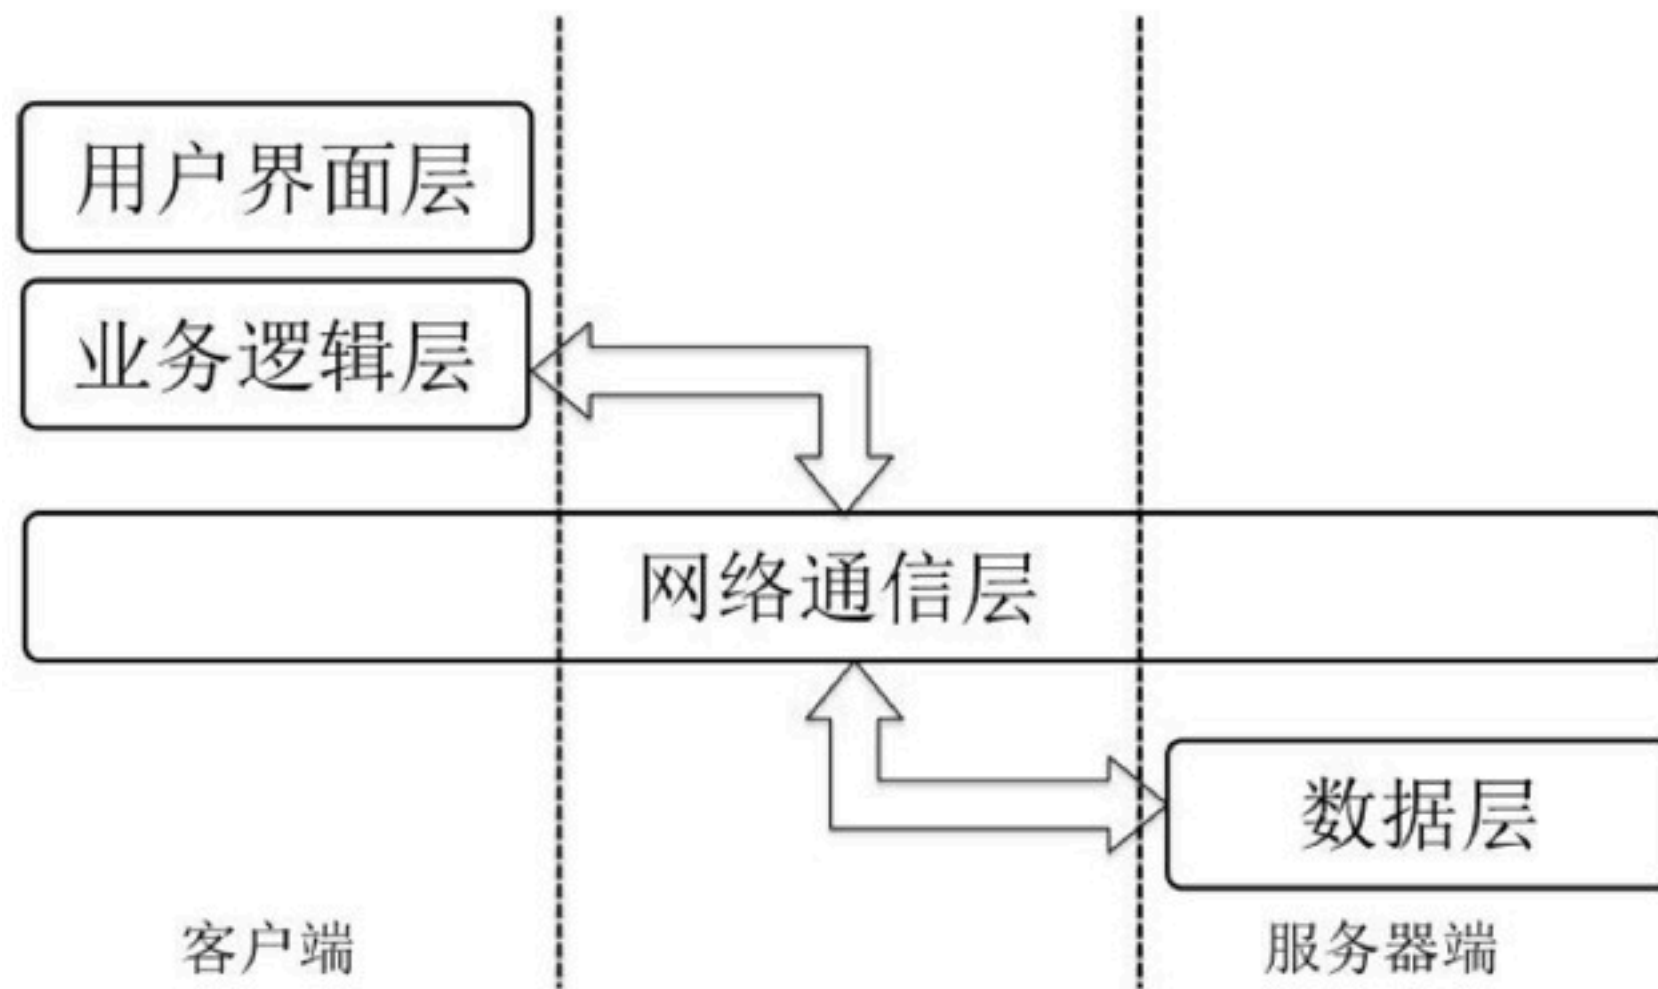 用户界面层
业务逻辑层
网络通信层
数据层
客户端
服务器端